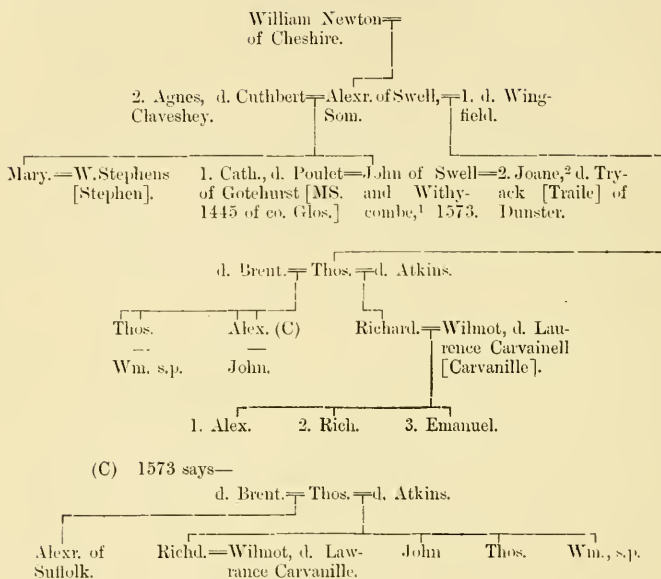 William Newton
of Cheshire.
2. Agnes, d. Cuthbert Alexr. of Swell, 1. d. Wing-
Claveshey. Som. field.
Mary. W. Stephens 1. Cath., d. Poulet John of Swell 2. Joane,² d. Try-
[Stephen]. of Gotehurst [MS. and Withy- ack [Traile] of
1445 of co. Glos.] combe,¹ 1573. Dunster.
d. Brent. Thos. d. Atkins.
Thos. Alex. (C) Richard. Wilmot, d. Lau-
Wm. s.p. John. rence Carvainell
[Carvanille].
1. Alex. 2. Rich. 3. Emanuel.
(C) 1573 says—
d. Brent. Thos. d. Atkins.
Alexr. of Richd. Wilmot, d. Law- John Thos. Wm., s.p.
Suffolk. rance Carvanille.